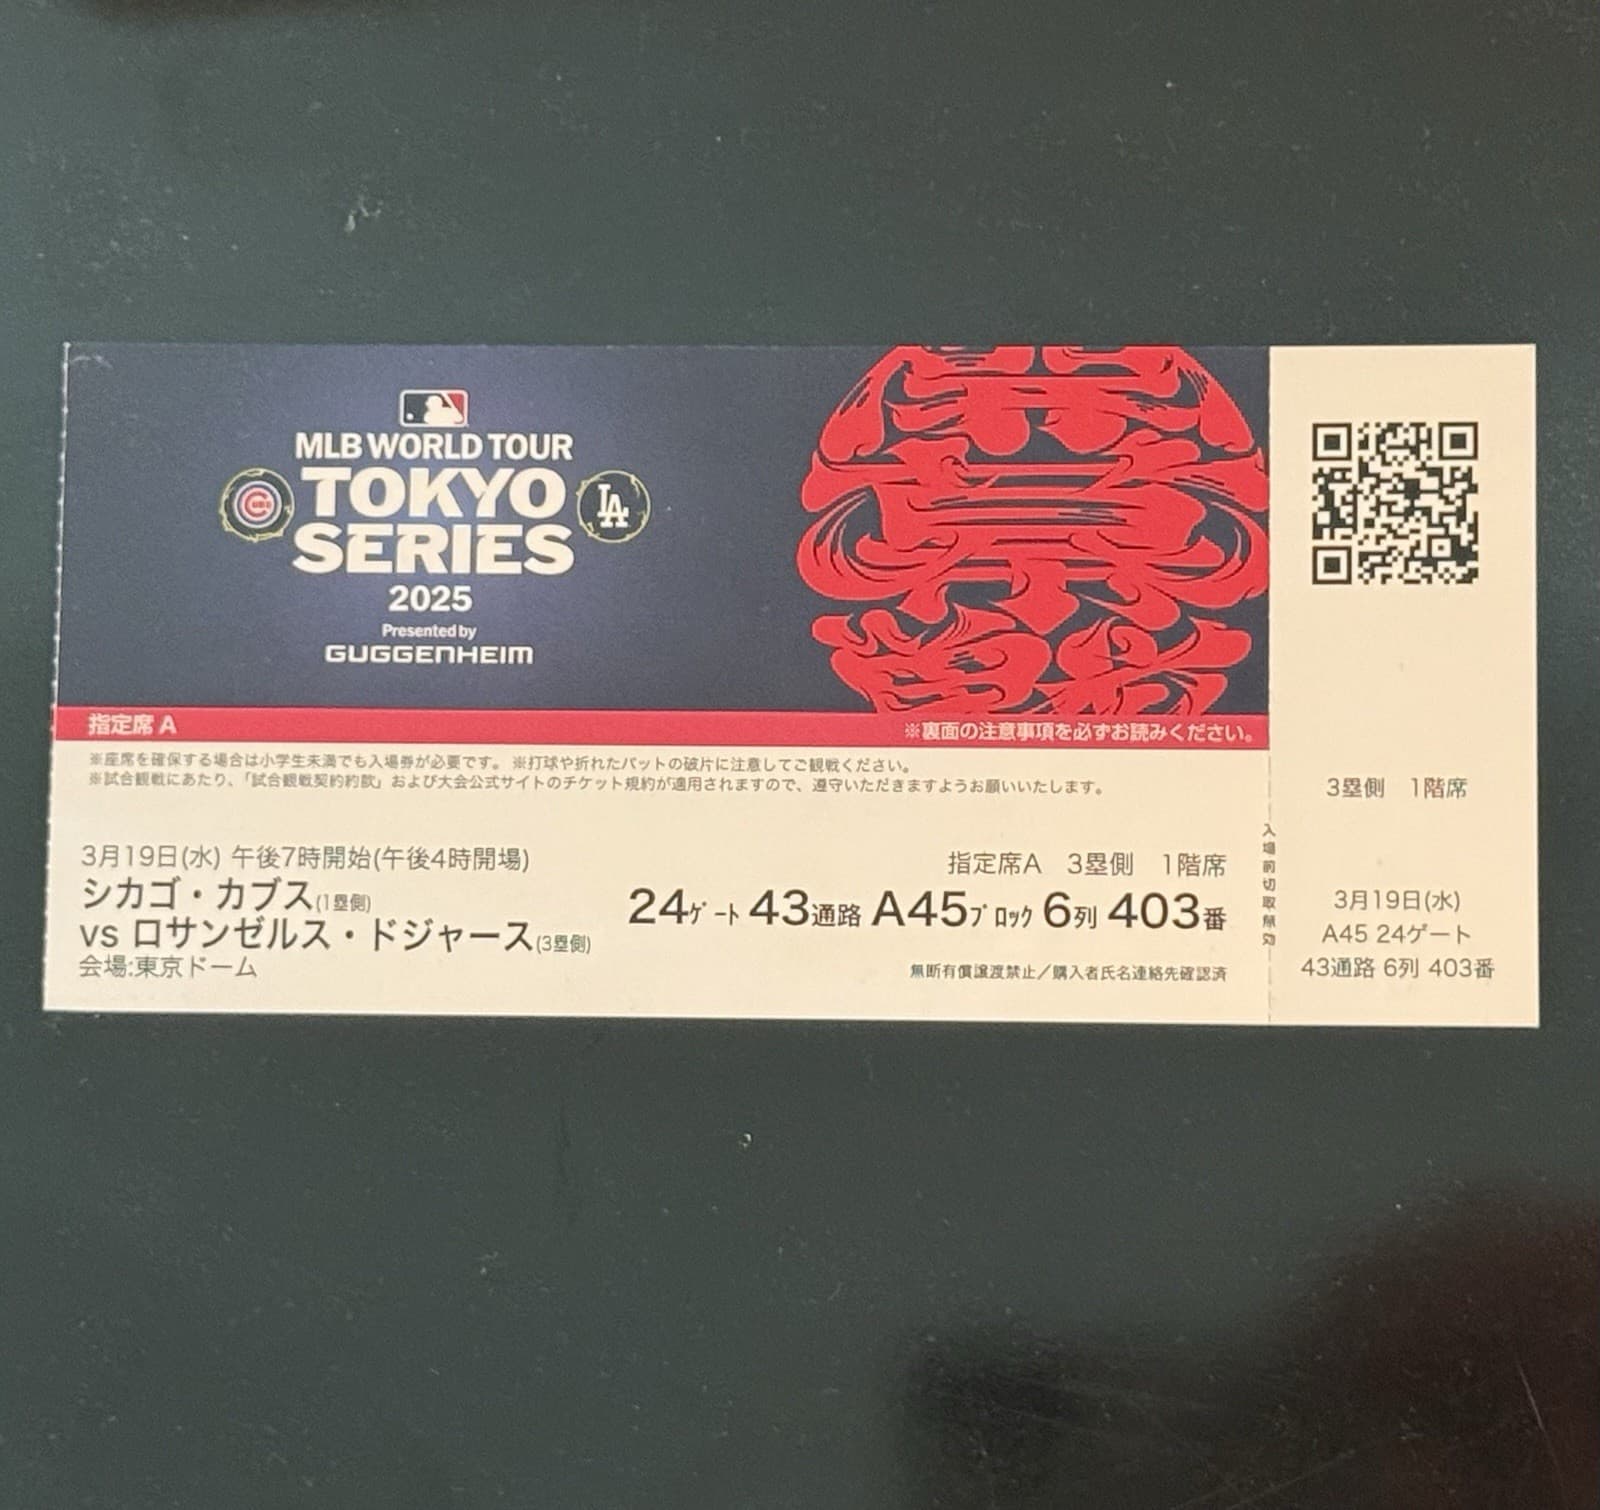 MLB WORLD TOUR
TOKYO
SERIES
2025
Presented by
GUGGENHEIM
CUBS
LA
指定席 A
※裏面の注意事項を必ずお読みください。
※座席を確保する場合は小学生未満でも入場券が必要です。 ※打球や折れたバットの破片に注意してご観戦ください。
※試合観戦にあたり、「試合観戦契約約款」および大会公式サイトのチケット規約が適用されますので、遵守いただきますようお願いいたします。
3月19日(水) 午後7時開始(午後4時開場)
シカゴ・カブス(1塁側)
vs ロサンゼルス・ドジャース(3塁側)
会場:東京ドーム
指定席A 3塁側 1階席
24ゲート 43通路 A45ブロック 6列 403番
無断有償譲渡禁止／購入者氏名連絡先確認済
入場前切取無効
3塁側 1階席
3月19日(水)
A45 24ゲート
43通路 6列 403番